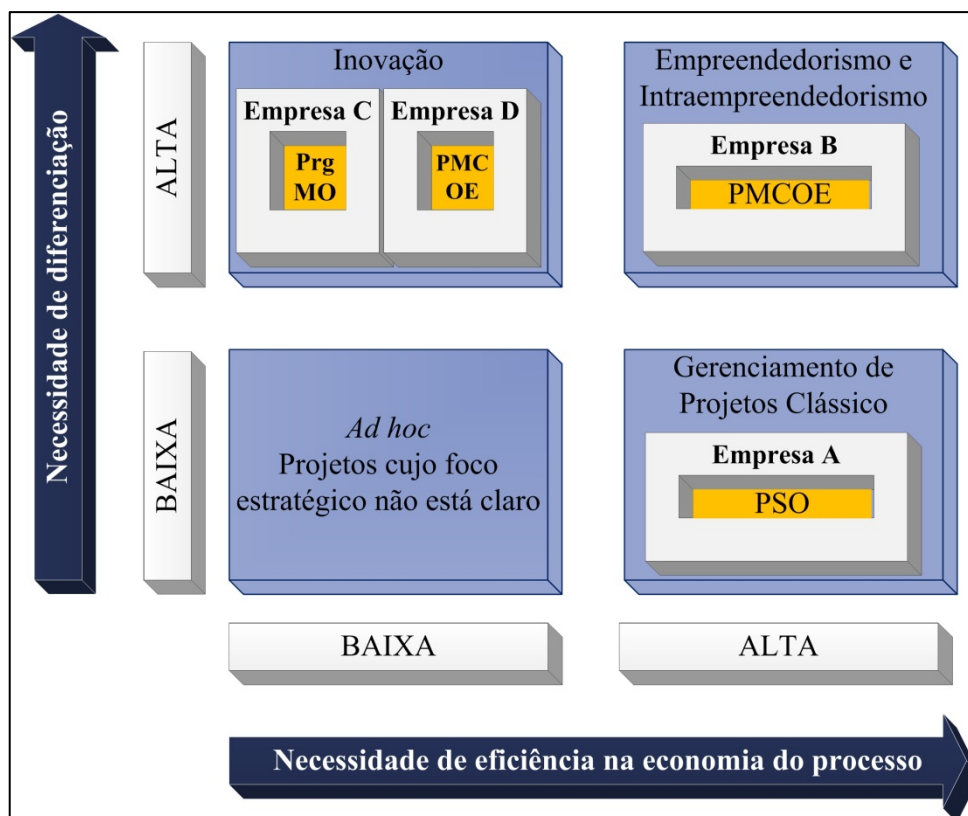 Necessidade de diferenciação
ALTA
Inovação
Empresa C
Prg
MO
Empresa D
PMC
OE
Empreendedorismo e
Intraempreendedorismo
Empresa B
PMCOE
BAIXA
Ad hoc
Projetos cujo foco
estratégico não está claro
Gerenciamento de
Projetos Clássico
Empresa A
PSO
BAIXA
ALTA
Necessidade de eficiência na economia do processo